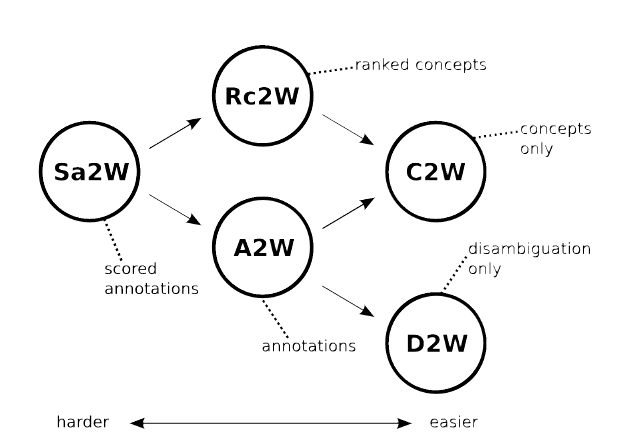 ranked concepts
Rc2W
concepts
only
Sa2W
C2W
A2W
disambiguation
only
scored
annotations
annotations
D2W
harder
easier